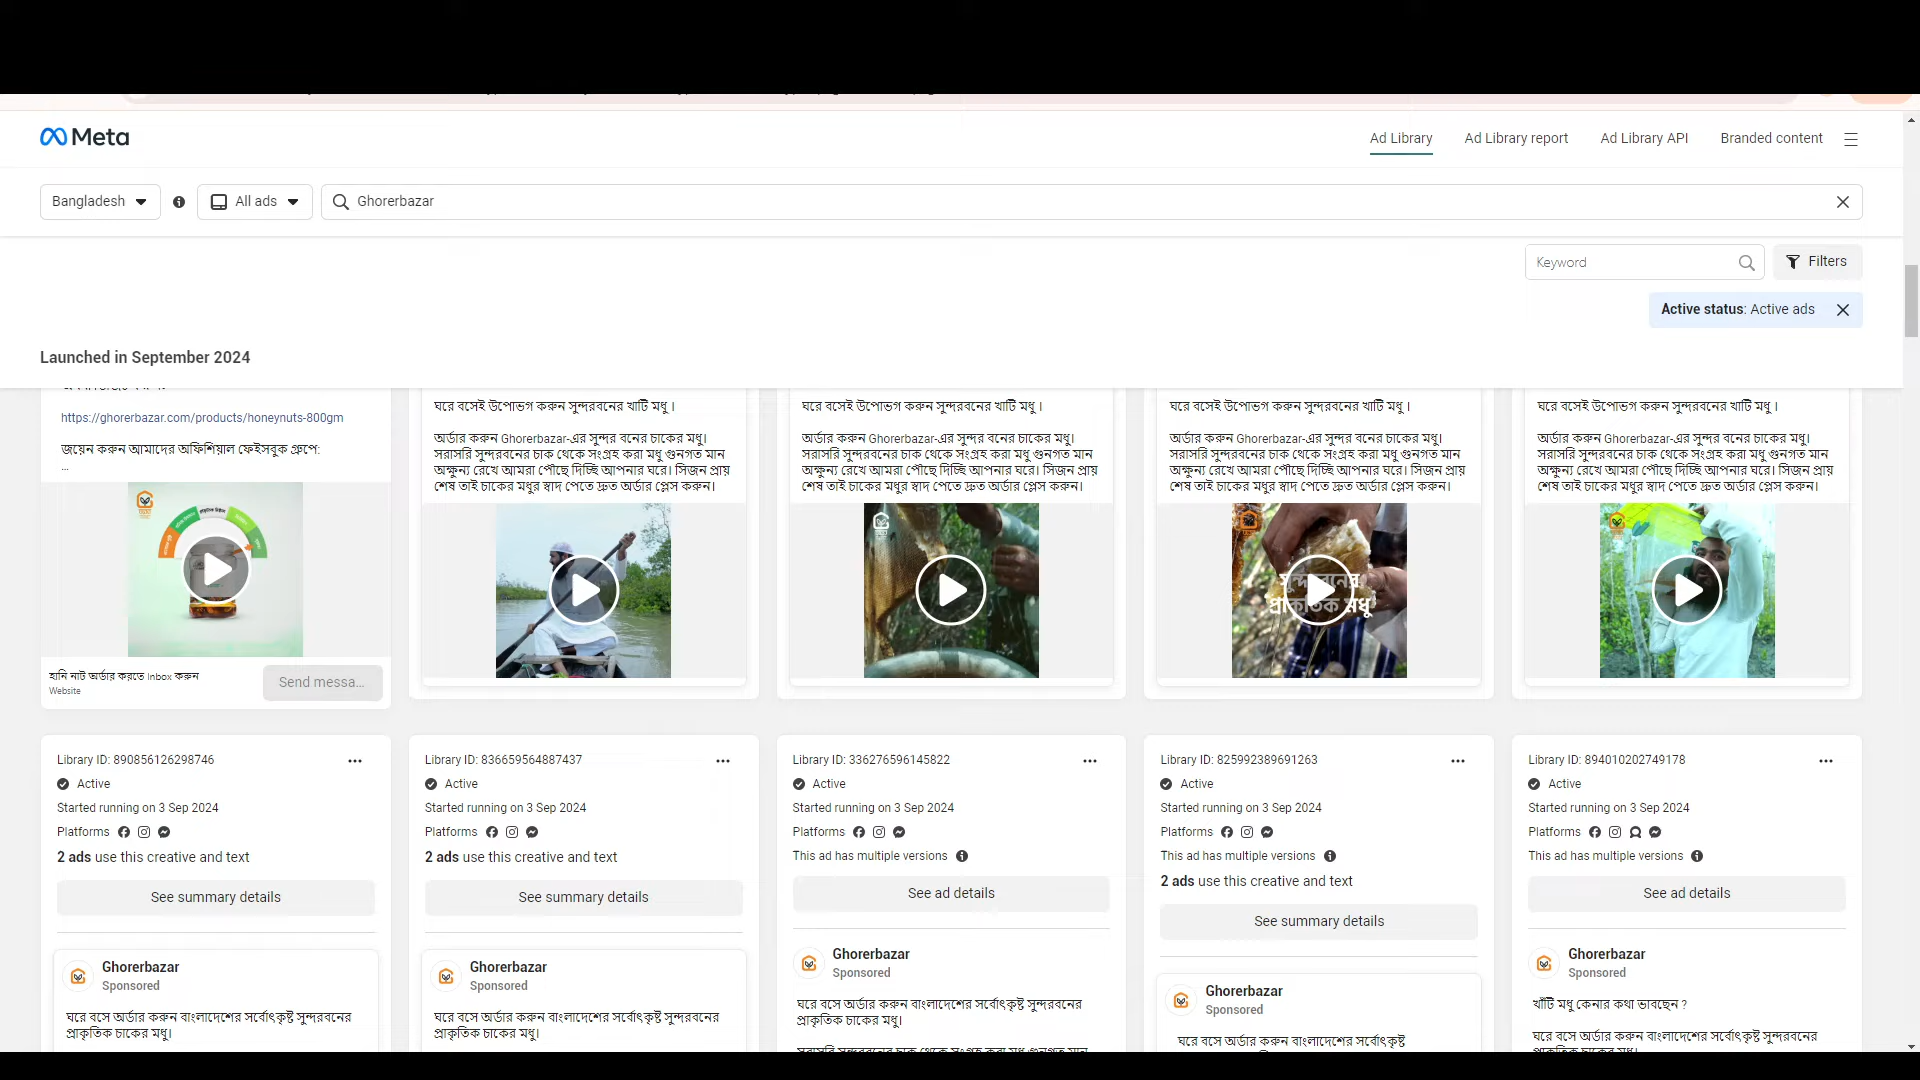 Meta
Ad Library
Ad Library report
Ad Library API
Branded content
Bangladesh
All ads
Ghorerbazar
Keyword
Filters
Active status: Active ads
Launched in September 2024
https://ghorerbazar.com/products/honeynuts-800gm
জয়েন করুন আমাদের অফিশিয়াল ফেইসবুক গ্রুপে:
...
হানি নাট অর্ডার করতে Inbox করুন
Website
Send messa...
ঘরে বসেই উপোভগ করুন সুন্দরবনের খাটি মধু ।
অর্ডার করুন Ghorerbazar-এর সুন্দর বনের চাকের মধু।
সরাসরি সুন্দরবনের চাক থেকে সংগ্রহ করা মধু গুনগত মান
অক্ষুন্য রেখে আমরা পৌছে দিচ্ছি আপনার ঘরে। সিজন প্রায়
শেষ তাই চাকের মধুর স্বাদ পেতে দ্রুত অর্ডার প্লেস করুন।
ঘরে বসেই উপোভগ করুন সুন্দরবনের খাটি মধু ।
অর্ডার করুন Ghorerbazar-এর সুন্দর বনের চাকের মধু।
সরাসরি সুন্দরবনের চাক থেকে সংগ্রহ করা মধু গুনগত মান
অক্ষুন্য রেখে আমরা পৌছে দিচ্ছি আপনার ঘরে। সিজন প্রায়
শেষ তাই চাকের মধুর স্বাদ পেতে দ্রুত অর্ডার প্লেস করুন।
ঘরে বসেই উপোভগ করুন সুন্দরবনের খাটি মধু ।
অর্ডার করুন Ghorerbazar-এর সুন্দর বনের চাকের মধু।
সরাসরি সুন্দরবনের চাক থেকে সংগ্রহ করা মধু গুনগত মান
অক্ষুন্য রেখে আমরা পৌছে দিচ্ছি আপনার ঘরে। সিজন প্রায়
শেষ তাই চাকের মধুর স্বাদ পেতে দ্রুত অর্ডার প্লেস করুন।
সুন্দরবনের
প্রাকৃতিক মধু
ঘরে বসেই উপোভগ করুন সুন্দরবনের খাটি মধু ।
অর্ডার করুন Ghorerbazar-এর সুন্দর বনের চাকের মধু।
সরাসরি সুন্দরবনের চাক থেকে সংগ্রহ করা মধু গুনগত মান
অক্ষুন্য রেখে আমরা পৌছে দিচ্ছি আপনার ঘরে। সিজন প্রায়
শেষ তাই চাকের মধুর স্বাদ পেতে দ্রুত অর্ডার প্লেস করুন।
Library ID: 890856126298746
Active
Started running on 3 Sep 2024
Platforms
2 ads use this creative and text
See summary details
Ghorerbazar
Sponsored
ঘরে বসে অর্ডার করুন বাংলাদেশের সর্বোৎকৃষ্ট সুন্দরবনের
প্রাকৃতিক চাকের মধু।
Library ID: 836659564887437
Active
Started running on 3 Sep 2024
Platforms
2 ads use this creative and text
See summary details
Ghorerbazar
Sponsored
ঘরে বসে অর্ডার করুন বাংলাদেশের সর্বোৎকৃষ্ট সুন্দরবনের
প্রাকৃতিক চাকের মধু।
Library ID: 336276596145822
Active
Started running on 3 Sep 2024
Platforms
This ad has multiple versions
See ad details
Ghorerbazar
Sponsored
ঘরে বসে অর্ডার করুন বাংলাদেশের সর্বোৎকৃষ্ট সুন্দরবনের
প্রাকৃতিক চাকের মধু।
সরাসরি সুন্দরবনের চাক থেকে সংগ্রহ করা মধু গুনগত মান
Library ID: 825992389691263
Active
Started running on 3 Sep 2024
Platforms
This ad has multiple versions
2 ads use this creative and text
See summary details
Ghorerbazar
Sponsored
ঘরে বসে অর্ডার করুন বাংলাদেশের সর্বোৎকৃষ্ট
Library ID: 894010202749178
Active
Started running on 3 Sep 2024
Platforms
This ad has multiple versions
See ad details
Ghorerbazar
Sponsored
খাঁটি মধু কেনার কথা ভাবছেন ?
ঘরে বসে অর্ডার করুন বাংলাদেশের সর্বোৎকৃষ্ট সুন্দরবনের
প্রাকৃতিক চাকের মধু।